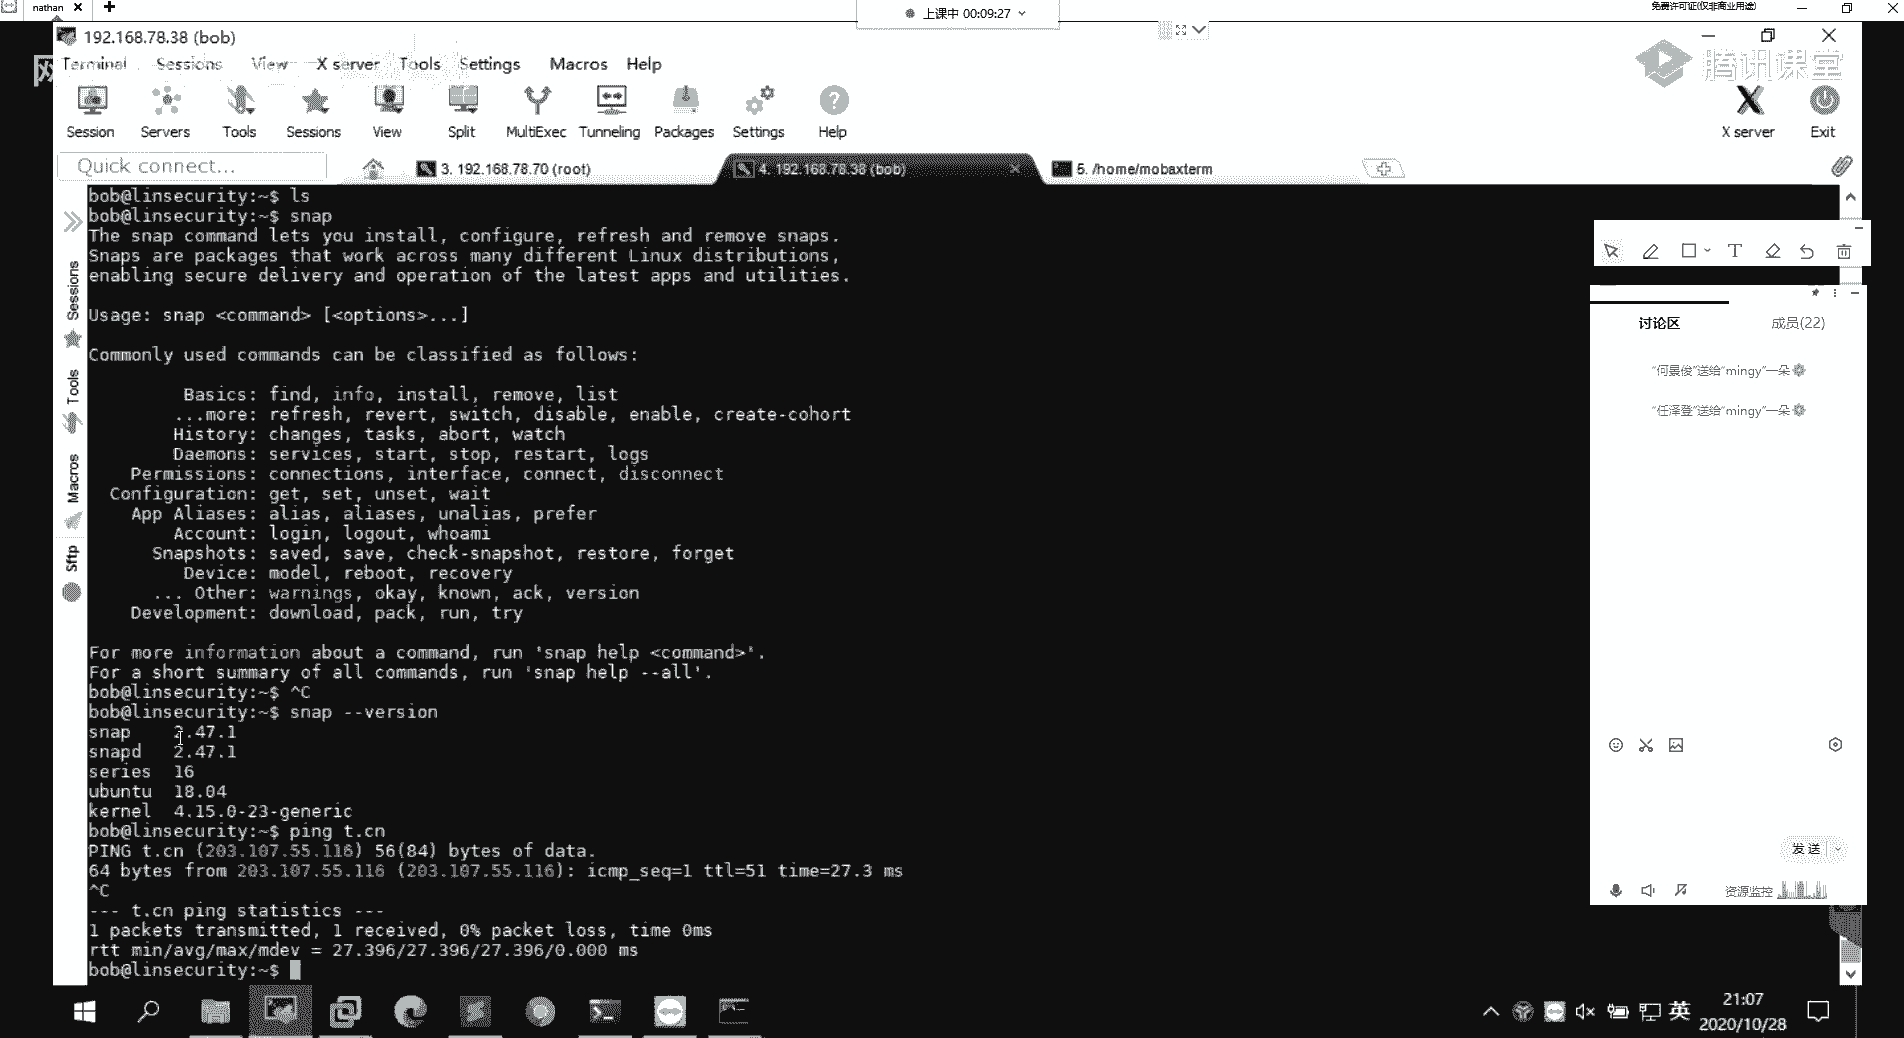 nathan
上课中 00:09:27
免费许可证(仅非商业用途)
192.168.78.38 (bob)
网
腾讯课堂
Terminal Sessions View X server Tools Settings Macros Help
Session Servers Tools Sessions View Split MultiExec Tunneling Packages Settings Help
X server Exit
Quick connect...
3. 192.168.78.70 (root)
4. 192.168.78.38 (bob)
5. /home/mobaxterm
Sessions
Tools
Macros
Sftp
bob@linsecurity:~$ ls
bob@linsecurity:~$ snap
The snap command lets you install, configure, refresh and remove snaps.
Snaps are packages that work across many different Linux distributions,
enabling secure delivery and operation of the latest apps and utilities.
Usage: snap <command> [<options>...]
Commonly used commands can be classified as follows:
Basics: find, info, install, remove, list
...more: refresh, revert, switch, disable, enable, create-cohort
History: changes, tasks, abort, watch
Daemons: services, start, stop, restart, logs
Permissions: connections, interface, connect, disconnect
Configuration: get, set, unset, wait
App Aliases: alias, aliases, unalias, prefer
Account: login, logout, whoami
Snapshots: saved, save, check-snapshot, restore, forget
Device: model, reboot, recovery
... Other: warnings, okay, known, ack, version
Development: download, pack, run, try
For more information about a command, run 'snap help <command>'.
For a short summary of all commands, run 'snap help --all'.
bob@linsecurity:~$ ^C
bob@linsecurity:~$ snap --version
snap 2.47.1
snapd 2.47.1
series 16
ubuntu 18.04
kernel 4.15.0-23-generic
bob@linsecurity:~$ ping t.cn
PING t.cn (203.107.55.116) 56(84) bytes of data.
64 bytes from 203.107.55.116 (203.107.55.116): icmp_seq=1 ttl=51 time=27.3 ms
^C
--- t.cn ping statistics ---
1 packets transmitted, 1 received, 0% packet loss, time 0ms
rtt min/avg/max/mdev = 27.396/27.396/27.396/0.000 ms
bob@linsecurity:~$
讨论区 成员(22)
"何景俊"送给"mingy"一朵
"任泽登"送给"mingy"一朵
发送
资源监控
英
21:07
2020/10/28